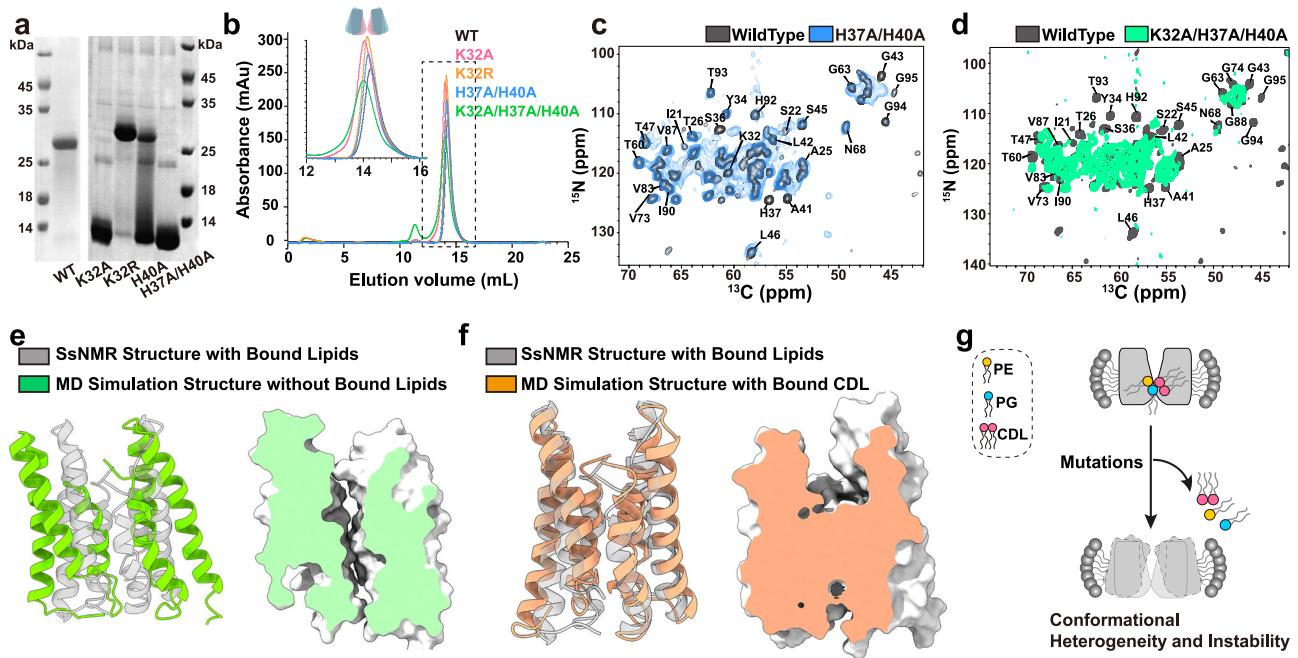 a
kDa
45
35
25
18
14
kDa
45
35
25
18
14
WT
K32A
K32R
H40A
H37A/H40A
b
Absorbance (mAu)
300
250
200
150
100
50
0
0
5
10
15
20
25
Elution volume (mL)
12
14
16
WT
K32A
K32R
H37A/H40A
K32A/H37A/H40A
c
WildType
H37A/H40A
100
110
120
130
15N (ppm)
70
65
60
55
50
45
13C (ppm)
T93
G63
G43
G95
G94
Y34
H92
I21
T26
S36
S22
S45
T47
V87
K32
L42
N68
T60
A25
V83
V73
I90
H37
A41
L46
d
WildType
K32A/H37A/H40A
100
110
120
130
140
15N (ppm)
70
65
60
55
50
45
13C (ppm)
T93
G63
G74
G43
G95
Y34
H92
V87
I21
T26
S36
S22
S45
N68
G88
G94
T47
L42
T60
A25
V83
V73
I90
H37
A41
L46
e
SsNMR Structure with Bound Lipids
MD Simulation Structure without Bound Lipids
f
SsNMR Structure with Bound Lipids
MD Simulation Structure with Bound CDL
g
PE
PG
CDL
Mutations
Conformational
Heterogeneity and Instability